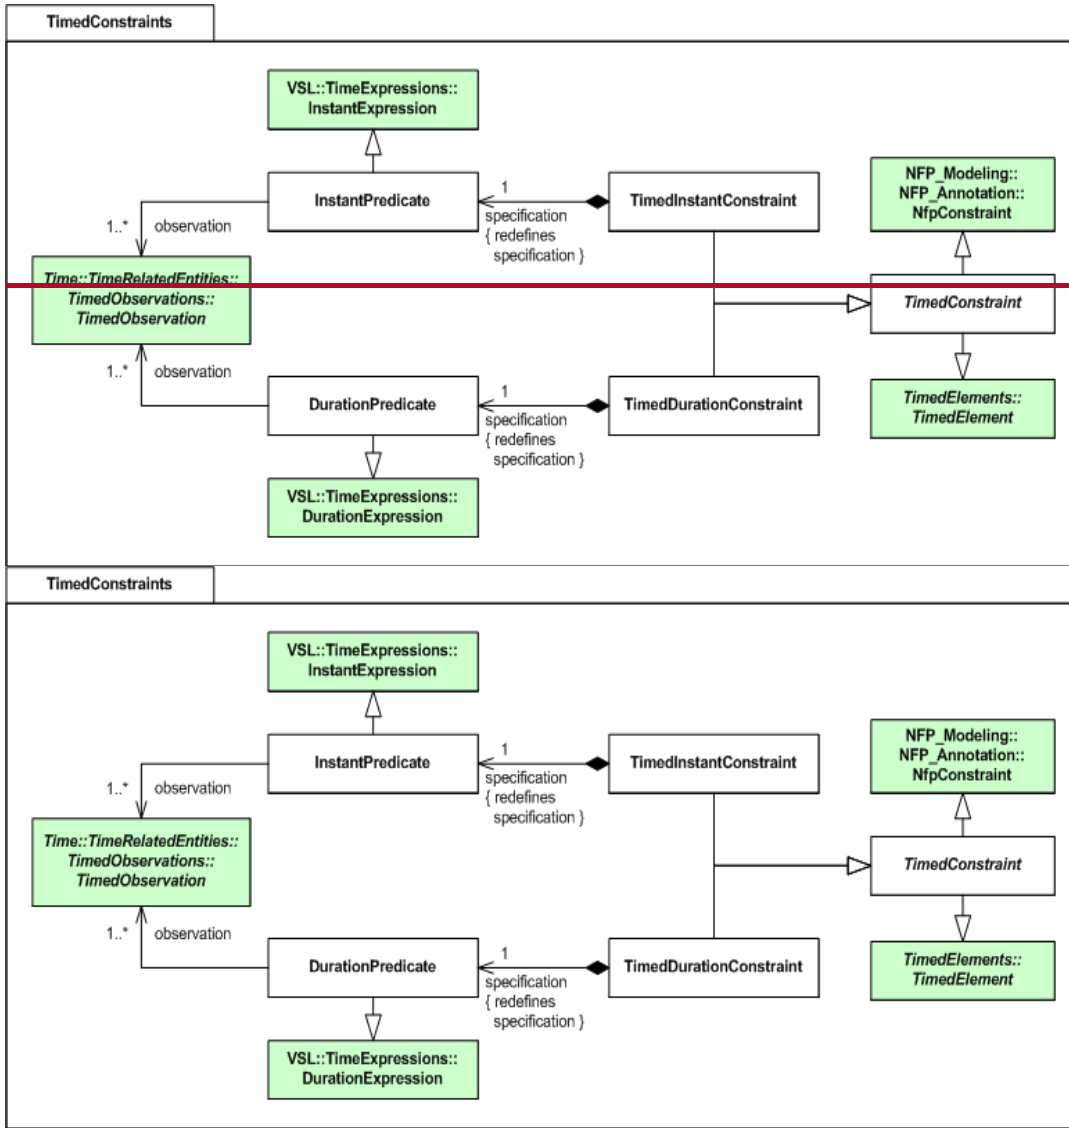 TimedConstraints
VSL::TimeExpressions::
InstantExpression
InstantPredicate
1
specification
{ redefines
specification }
TimedInstantConstraint
NFP_Modeling::
NFP_Annotation::
NfpConstraint
1..*
observation
Time::TimeRelatedEntities::
TimedObservations::
TimedObservation
TimedConstraint
1..*
observation
DurationPredicate
1
specification
{ redefines
specification }
TimedDurationConstraint
TimedElements::
TimedElement
VSL::TimeExpressions::
DurationExpression
TimedConstraints
VSL::TimeExpressions::
InstantExpression
InstantPredicate
1
specification
{ redefines
specification }
TimedInstantConstraint
NFP_Modeling::
NFP_Annotation::
NfpConstraint
1..*
observation
Time::TimeRelatedEntities::
TimedObservations::
TimedObservation
TimedConstraint
1..*
observation
DurationPredicate
1
specification
{ redefines
specification }
TimedDurationConstraint
TimedElements::
TimedElement
VSL::TimeExpressions::
DurationExpression